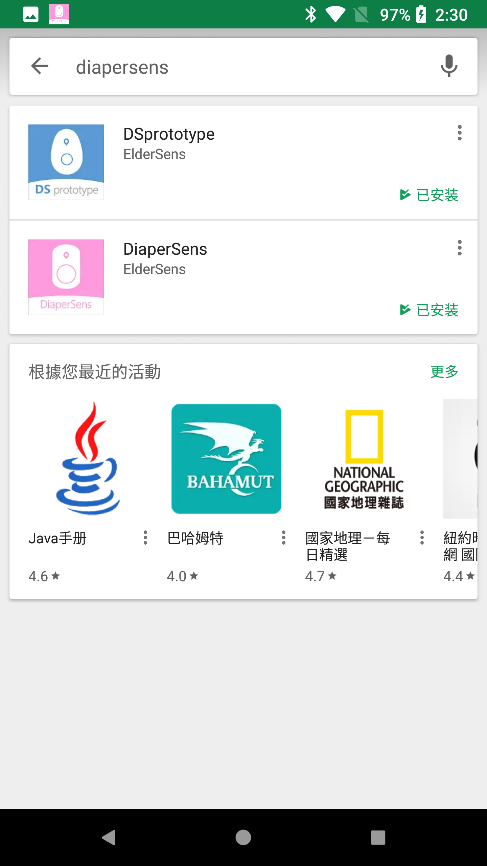 97% 2:30
diapersens
DSprototype
ElderSens
DS prototype
已安装
DiaperSens
ElderSens
DiaperSens
已安装
根據您最近的活動
更多
BAHAMUT
NATIONAL
GEOGRAPHIC
國家地理雜誌
Java手册
巴哈姆特
國家地理－每
日精選
紐約時
網 國
4.6★
4.0★
4.7★
4.4★